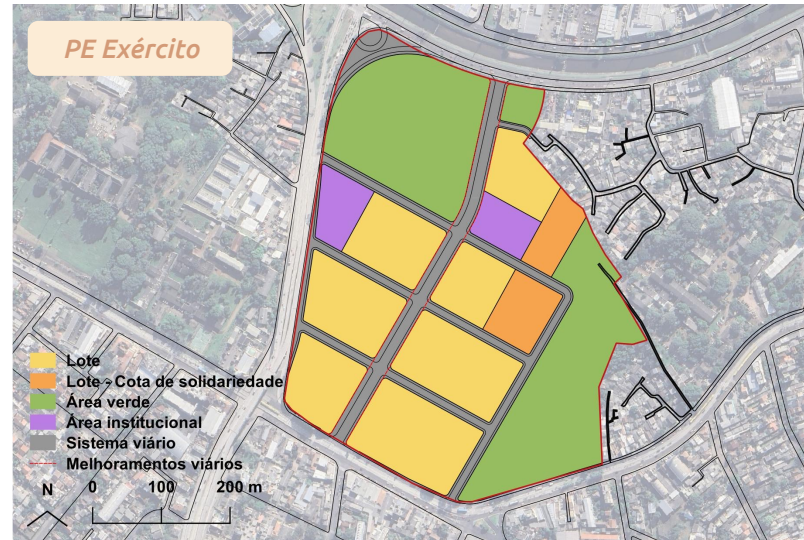 PE Exército
Lote
Lote - Cota de solidariedade
Área verde
Área institucional
Sistema viário
Melhoramentos viários
N 0 100 200 m